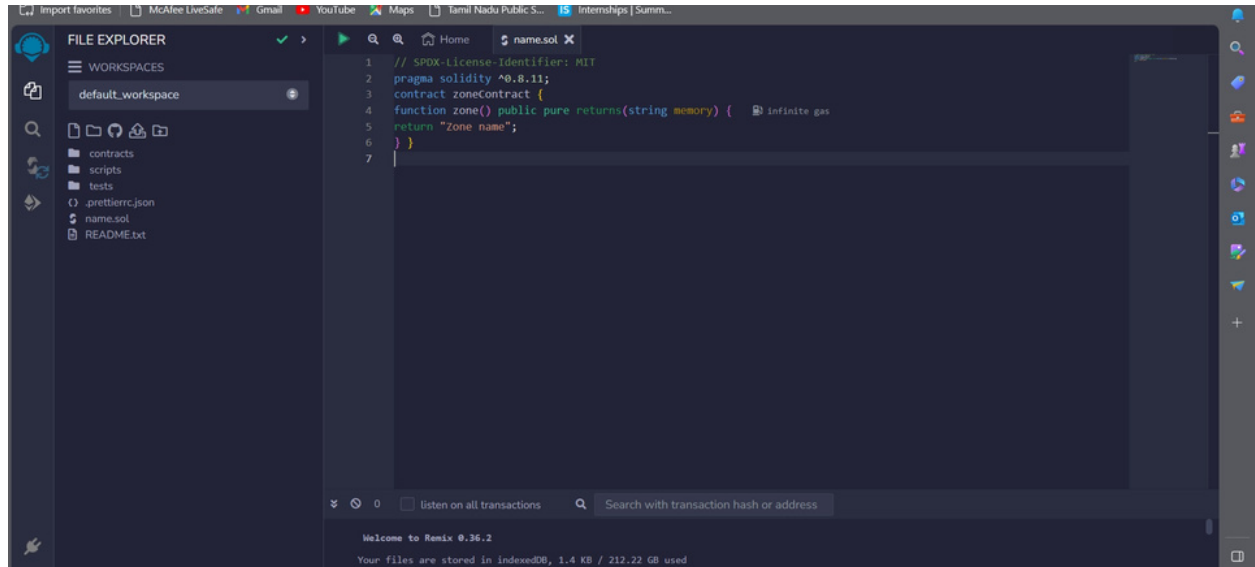 Import favorites McAfee LiveSafe Gmail YouTube Maps Tamil Nadu Public S... IS Internships | Summ...
FILE EXPLORER
WORKSPACES
default_workspace
contracts
scripts
tests
{} .prettierrc.json
name.sol
README.txt
Home name.sol
1 // SPDX-License-Identifier: MIT
2 pragma solidity ^0.8.11;
3 contract zoneContract {
4 function zone() public pure returns(string memory) { infinite gas
5 return "Zone name";
6 } }
7
0 listen on all transactions Search with transaction hash or address
Welcome to Remix 0.36.2
Your files are stored in indexedDB, 1.4 KB / 212.22 GB used